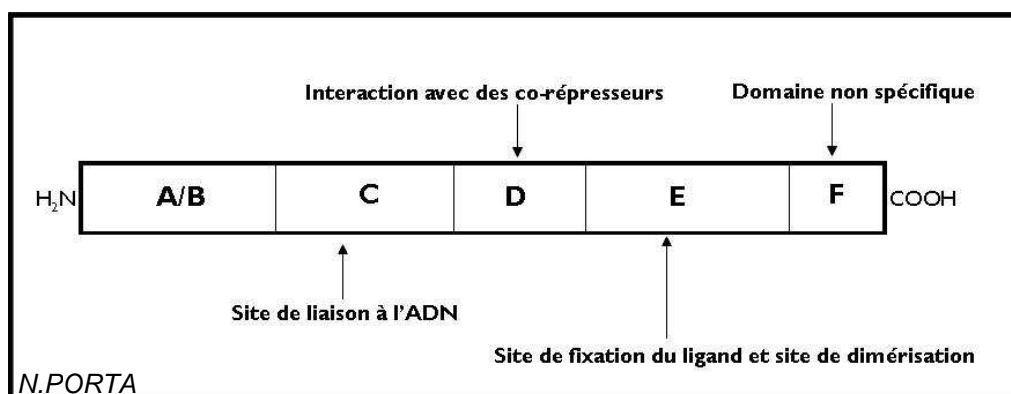 Interaction avec des co-répresseurs Domaine non spécifique
H₂N A/B C D E F COOH
Site de liaison à l'ADN
Site de fixation du ligand et site de dimérisation
N.PORTA